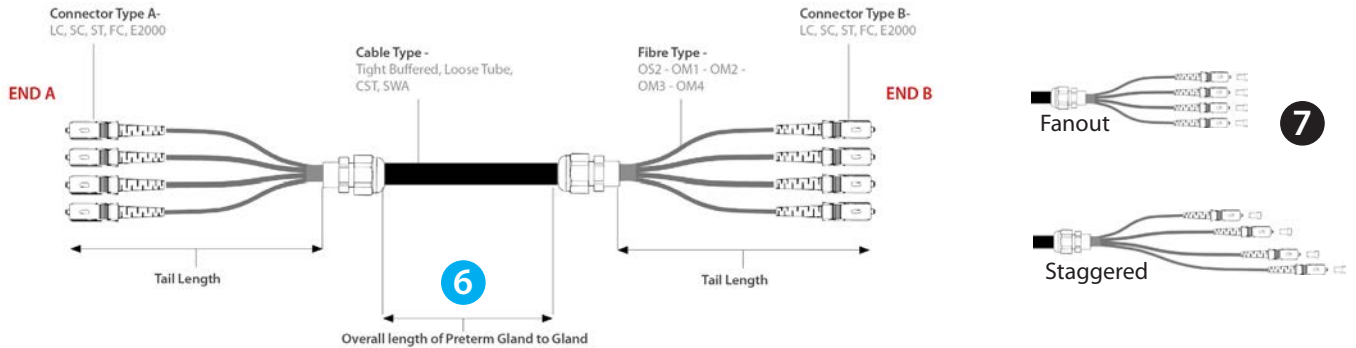 Connector Type A-
LC, SC, ST, FC, E2000
Connector Type B-
LC, SC, ST, FC, E2000
Cable Type -
Tight Buffered, Loose Tube,
CST, SWA
Fibre Type -
OS2 - OM1 - OM2 -
OM3 - OM4
END A
END B
Tail Length
6
Tail Length
Overall length of Preterm Gland to Gland
Fanout
7
Staggered